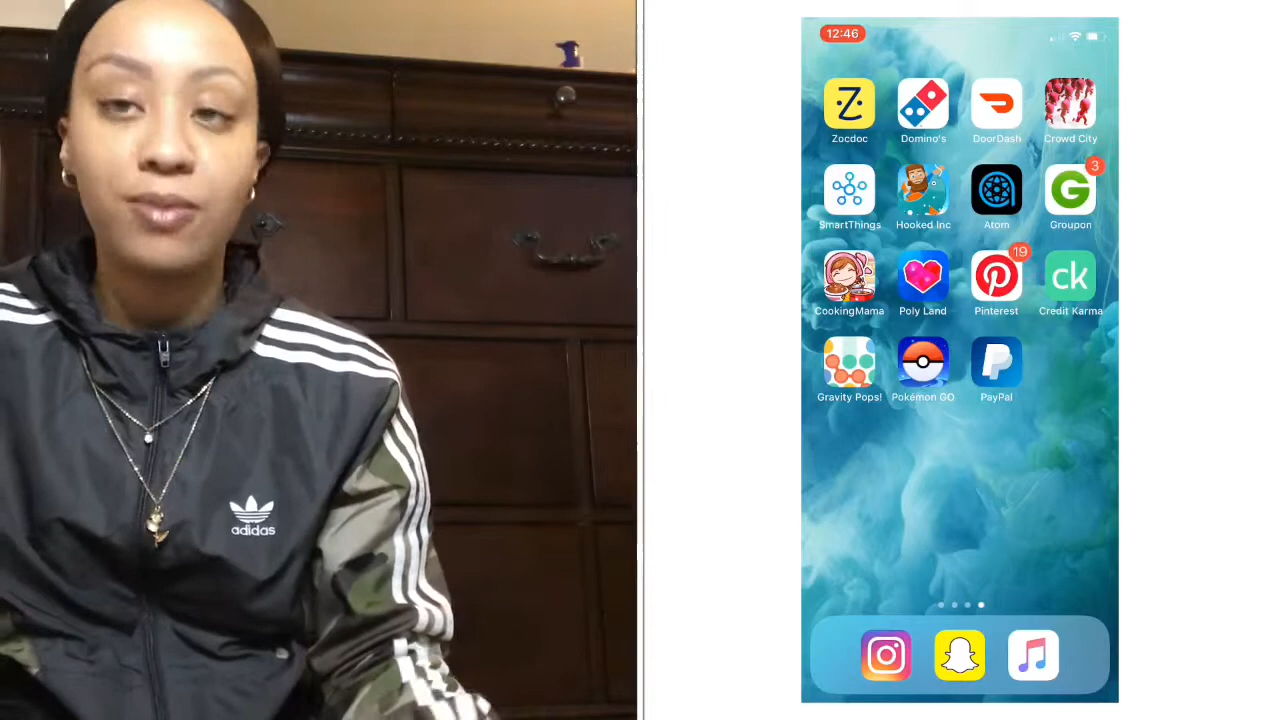 adidas
12:46
Zocdoc Domino's DoorDash Crowd City
3
SmartThings Hooked Inc Atom Groupon
19
CookingMama Poly Land Pinterest Credit Karma
ck
Gravity Pops! Pokémon GO PayPal